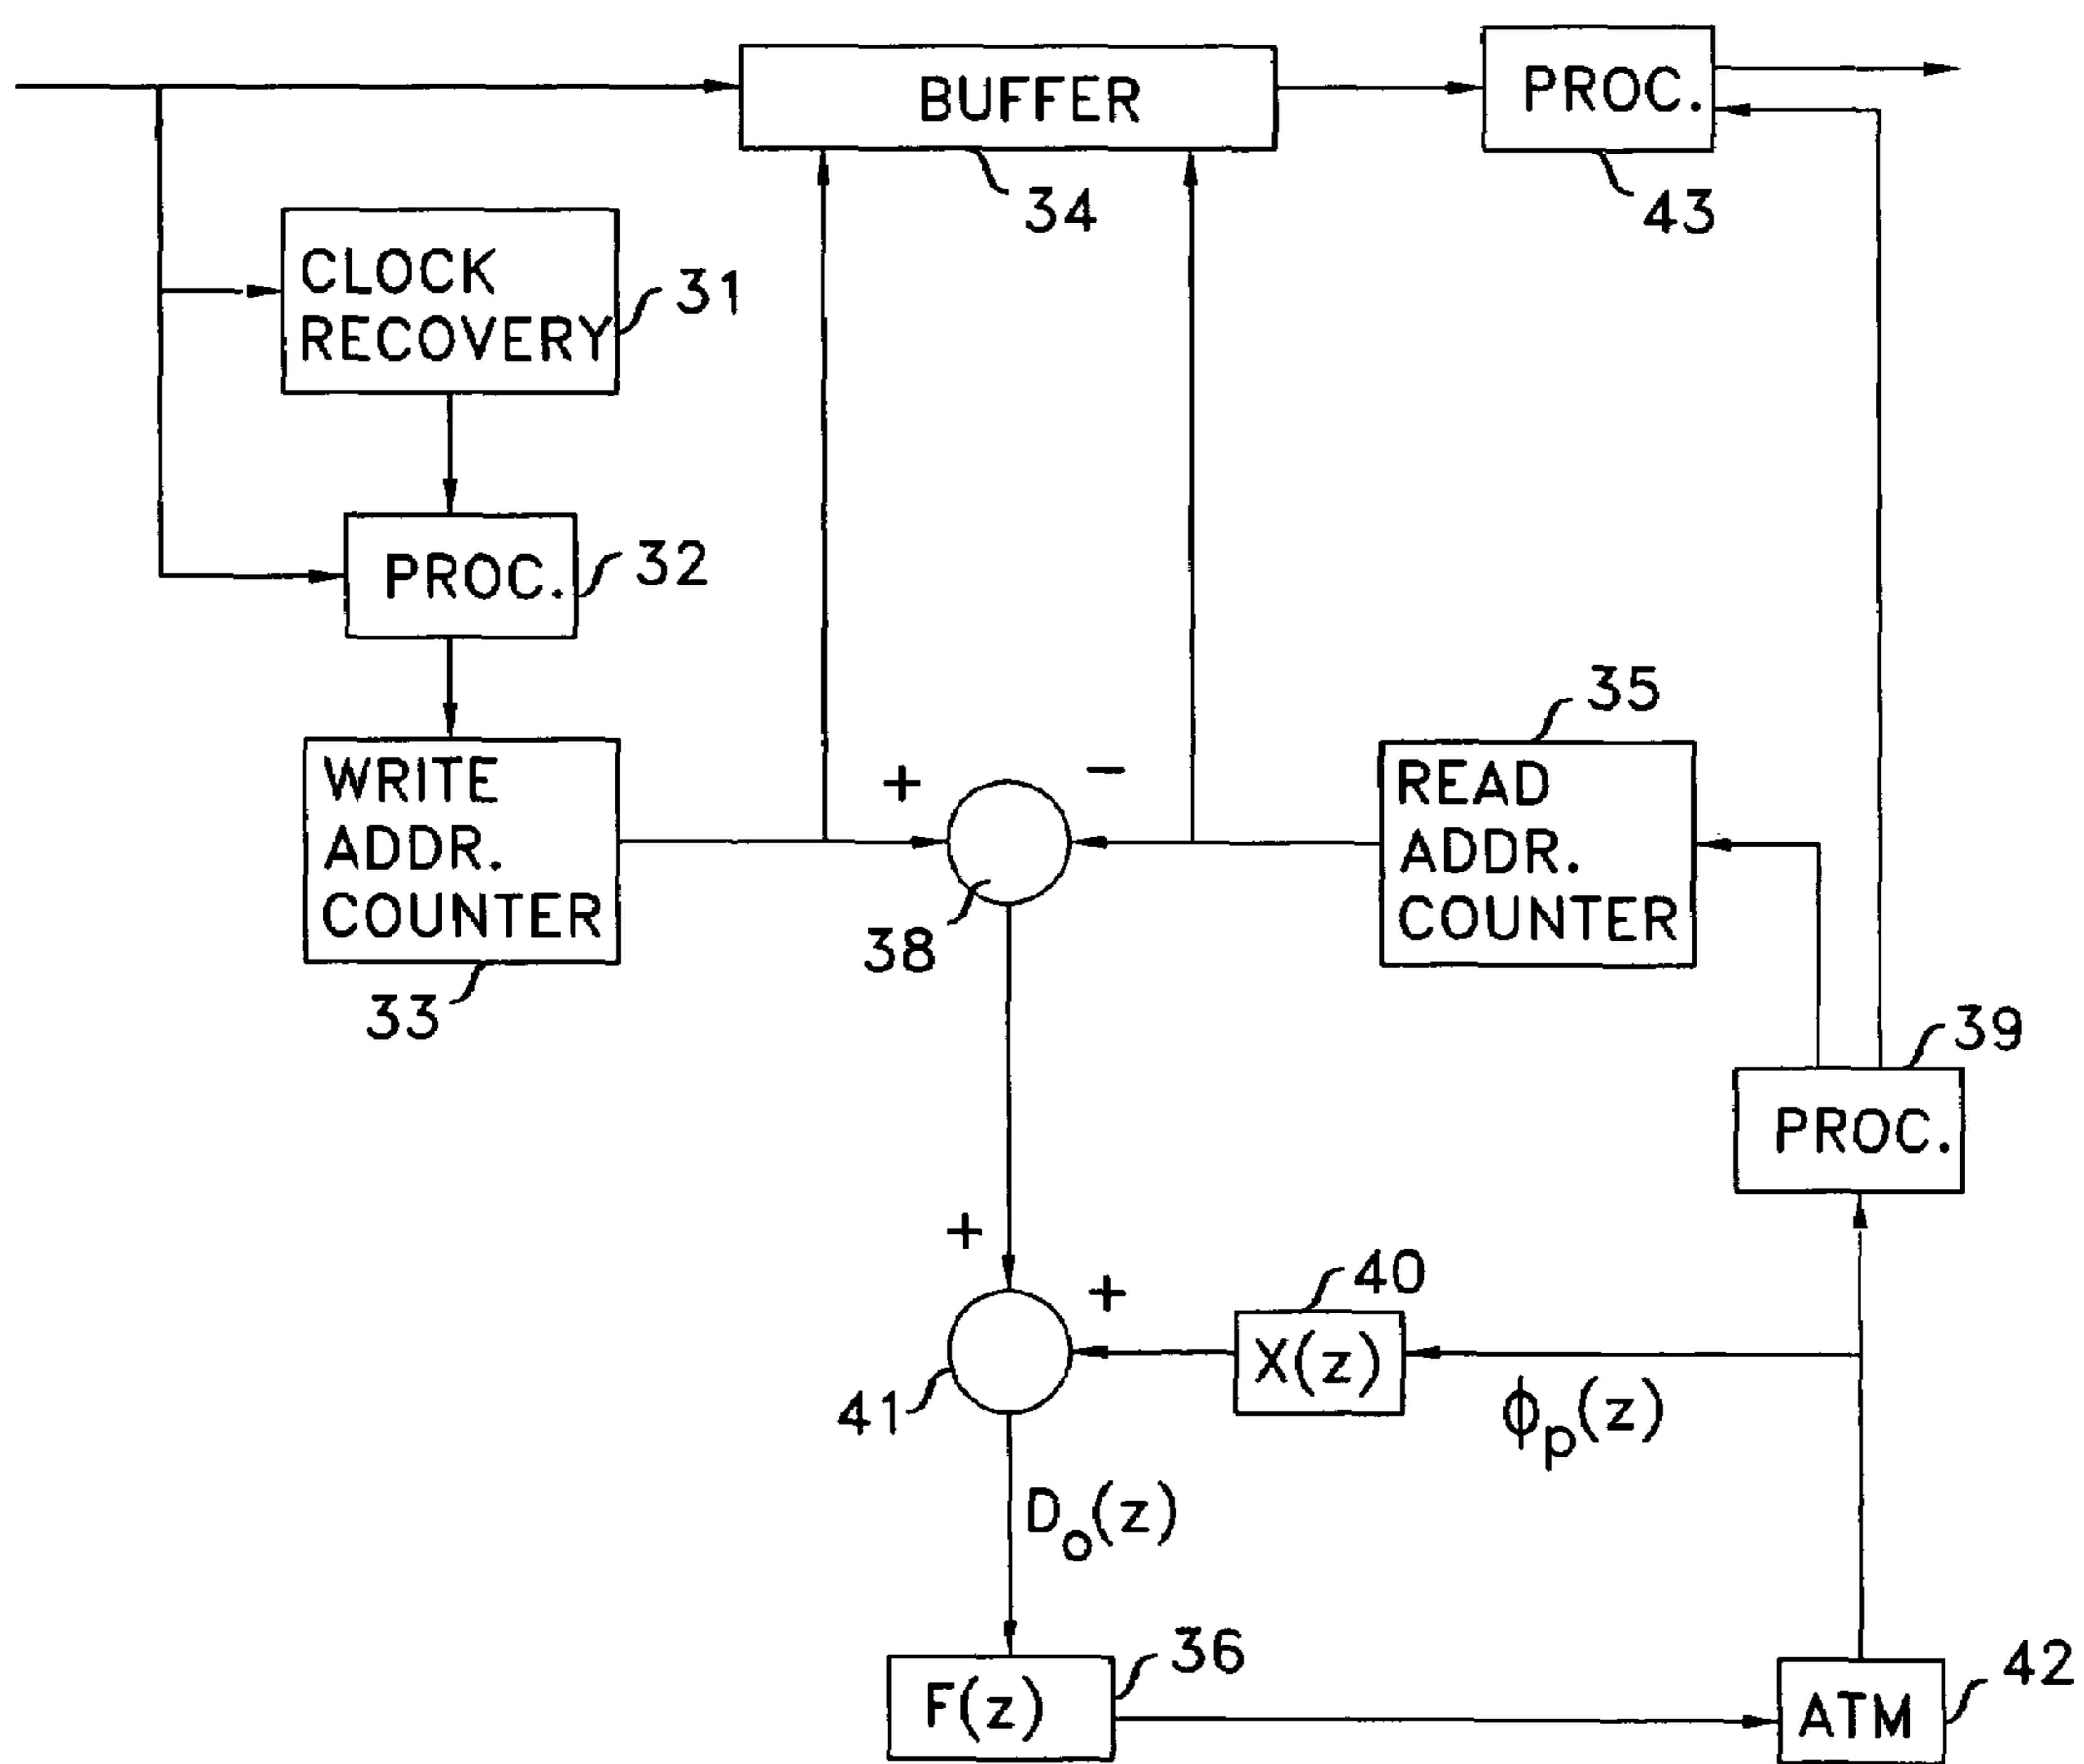 BUFFER
PROC.
34
43
CLOCK
RECOVERY
31
PROC.
32
35
WRITE
ADDR.
COUNTER
+
−
READ
ADDR.
COUNTER
38
33
39
PROC.
+
+
40
X(z)
41
ϕp(z)
Do(z)
36
F(z)
42
ATM